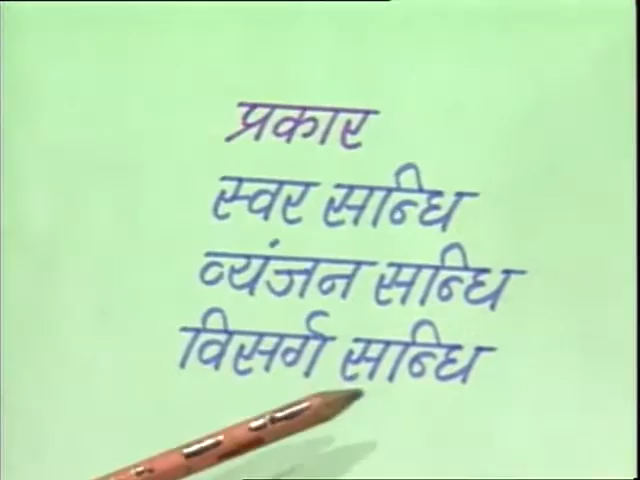 प्रकार
स्वर सन्धि
व्यंजन सन्धि
विसर्ग सन्धि